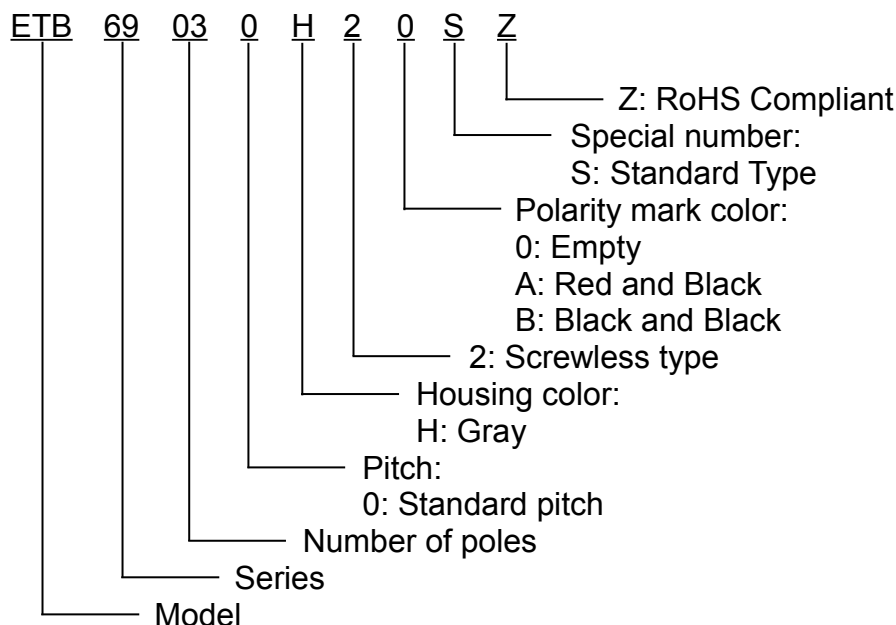 ETB 69 03 0 H 2 0 S Z
Z: RoHS Compliant
Special number:
S: Standard Type
Polarity mark color:
0: Empty
A: Red and Black
B: Black and Black
2: Screwless type
Housing color:
H: Gray
Pitch:
0: Standard pitch
Number of poles
Series
Model